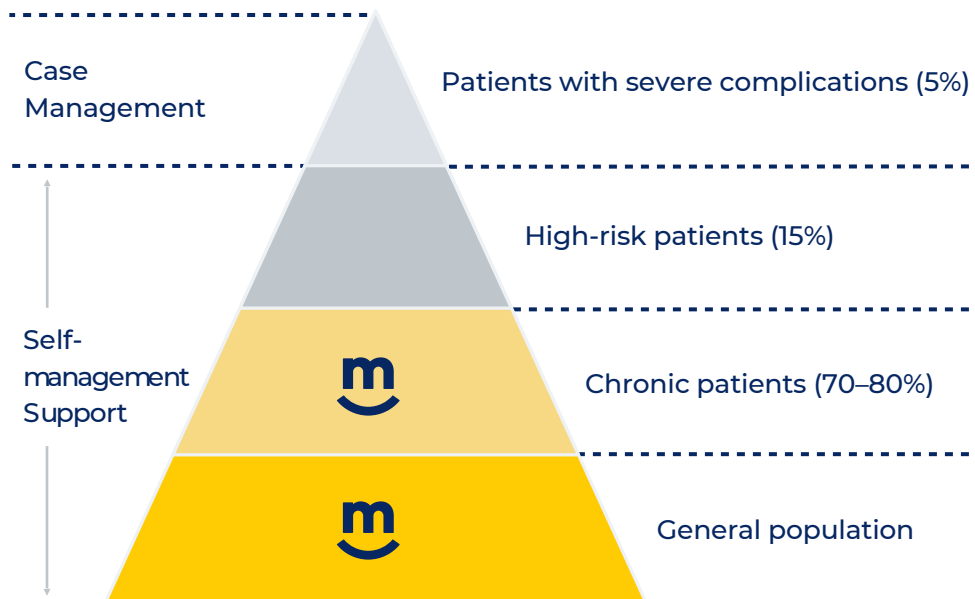 Case
Management
Patients with severe complications (5%)
High-risk patients (15%)
Self-
management
Support
m
Chronic patients (70–80%)
m
General population